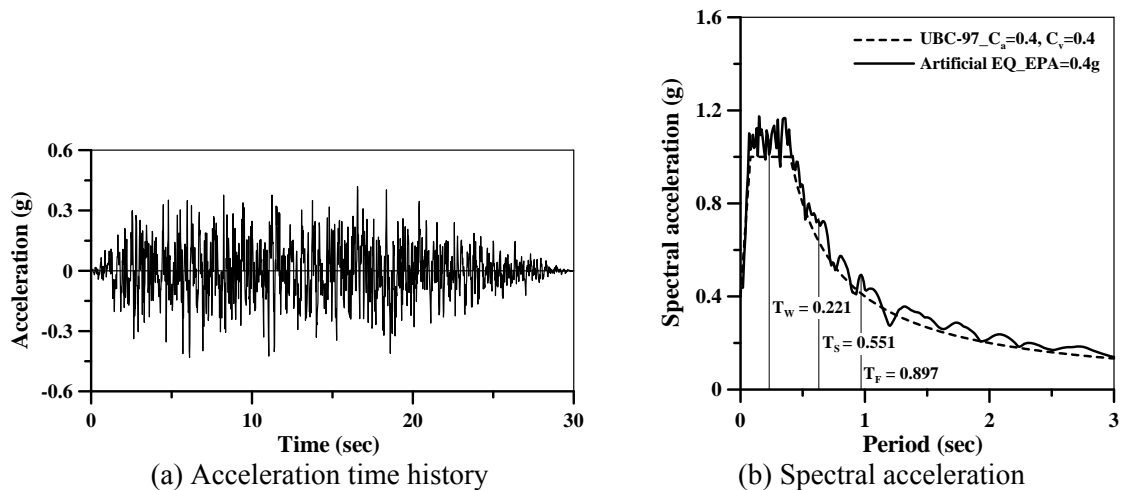 Acceleration (g)
0.6
0.3
0
-0.3
-0.6
0
10
20
30
Time (sec)
(a) Acceleration time history
Spectral acceleration (g)
1.6
1.2
0.8
0.4
0
UBC-97_Ca=0.4, Cv=0.4
Artificial EQ_EPA=0.4g
TW = 0.221
TS = 0.551
TF = 0.897
0
1
2
3
Period (sec)
(b) Spectral acceleration